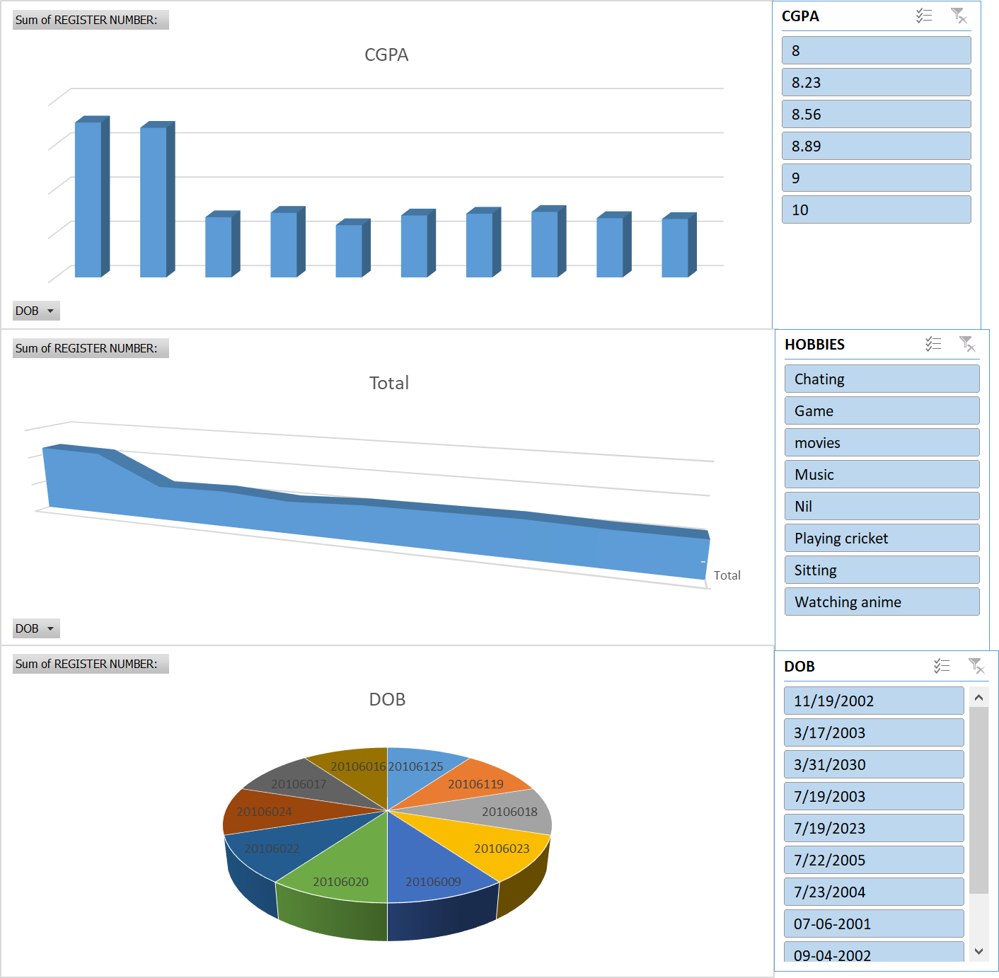 Sum of REGISTER NUMBER:
CGPA
DOB
CGPA
8
8.23
8.56
8.89
9
10
Sum of REGISTER NUMBER:
Total
Total
DOB
HOBBIES
Chating
Game
movies
Music
Nil
Playing cricket
Sitting
Watching anime
Sum of REGISTER NUMBER:
DOB
20106016
20106125
20106017
20106119
20106024
20106018
20106022
20106023
20106020
20106009
DOB
11/19/2002
3/17/2003
3/31/2030
7/19/2003
7/19/2023
7/22/2005
7/23/2004
07-06-2001
09-04-2002